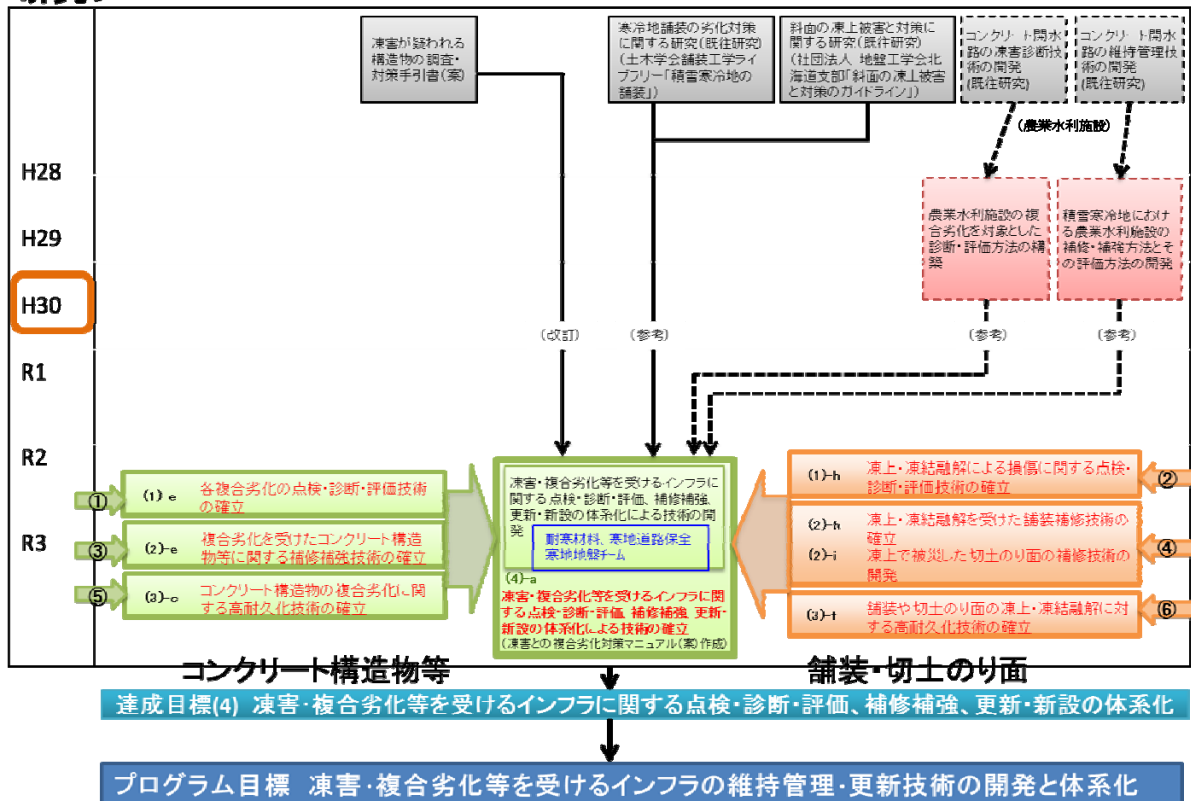 凍害が疑われる
構造物の調査・
対策手引書(案)
寒冷地舗装の劣化対策
に関する研究(既往研究)
(土木学会舗装工学ライ
ブラリー「積雪寒冷地の
舗装」)
斜面の凍上被害と対策に
関する研究(既往研究)
(社団法人 地盤工学会北
海道支部「斜面の凍上被害
と対策のガイドライン」)
コンクリート開水
路の凍害診断技
術の開発
(既往研究)
コンクリート開水
路の維持管理技
術の開発
(既往研究)
(農業水利施設)
H28
H29
H30
R1
R2
R3
農業水利施設の複
合劣化を対象とした
診断・評価方法の構
築
積雪寒冷地におけ
る農業水利施設の
補修・補強方法とそ
の評価方法の開発
(改訂)
(参考)
(参考)
(参考)
①
(1)-e 各複合劣化の点検・診断・評価技術
の確立
③
(2)-e 複合劣化を受けたコンクリート構造
物等に関する補修補強技術の確立
⑤
(3)-c コンクリート構造物の複合劣化に関
する高耐久化技術の確立
凍害・複合劣化等を受けるインフラに
関する点検・診断・評価、補修補強、
更新・新設の体系化による技術の開
発
耐寒材料、寒地道路保全
寒地地盤チーム
(4)-a
凍害・複合劣化等を受けるインフラに関
する点検・診断・評価、補修補強、更新・
新設の体系化による技術の確立
(凍害との複合劣化対策マニュアル(案)作成)
(1)-h 凍上・凍結融解による損傷に関する点検・
診断・評価技術の確立
②
(2)-h 凍上・凍結融解を受けた舗装補修技術の
確立
(2)-i 凍上で被災した切土のり面の補修技術の
開発
④
(3)-f 舗装や切土のり面の凍上・凍結融解に対
する高耐久化技術の確立
⑥
コンクリート構造物等
舗装・切土のり面
達成目標(4) 凍害・複合劣化等を受けるインフラに関する点検・診断・評価、補修補強、更新・新設の体系化
プログラム目標 凍害・複合劣化等を受けるインフラの維持管理・更新技術の開発と体系化